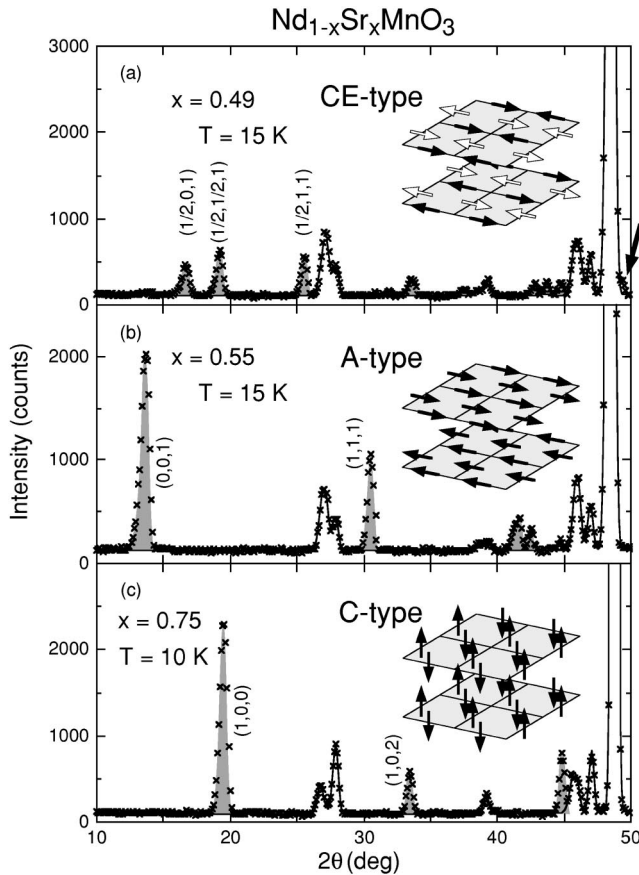 Nd1-xSrxMnO3
3000
(a)
x = 0.49
CE-type
T = 15 K
2000
(1/2,0,1)
(1/2,1/2,1)
(1/2,1,1)
1000
0
(b)
x = 0.55
A-type
2000
T = 15 K
(0,0,1)
(1,1,1)
1000
0
(c)
x = 0.75
C-type
T = 10 K
2000
(1,0,0)
(1,0,2)
1000
0
Intensity (counts)
10 20 30 40 50
2θ (deg)